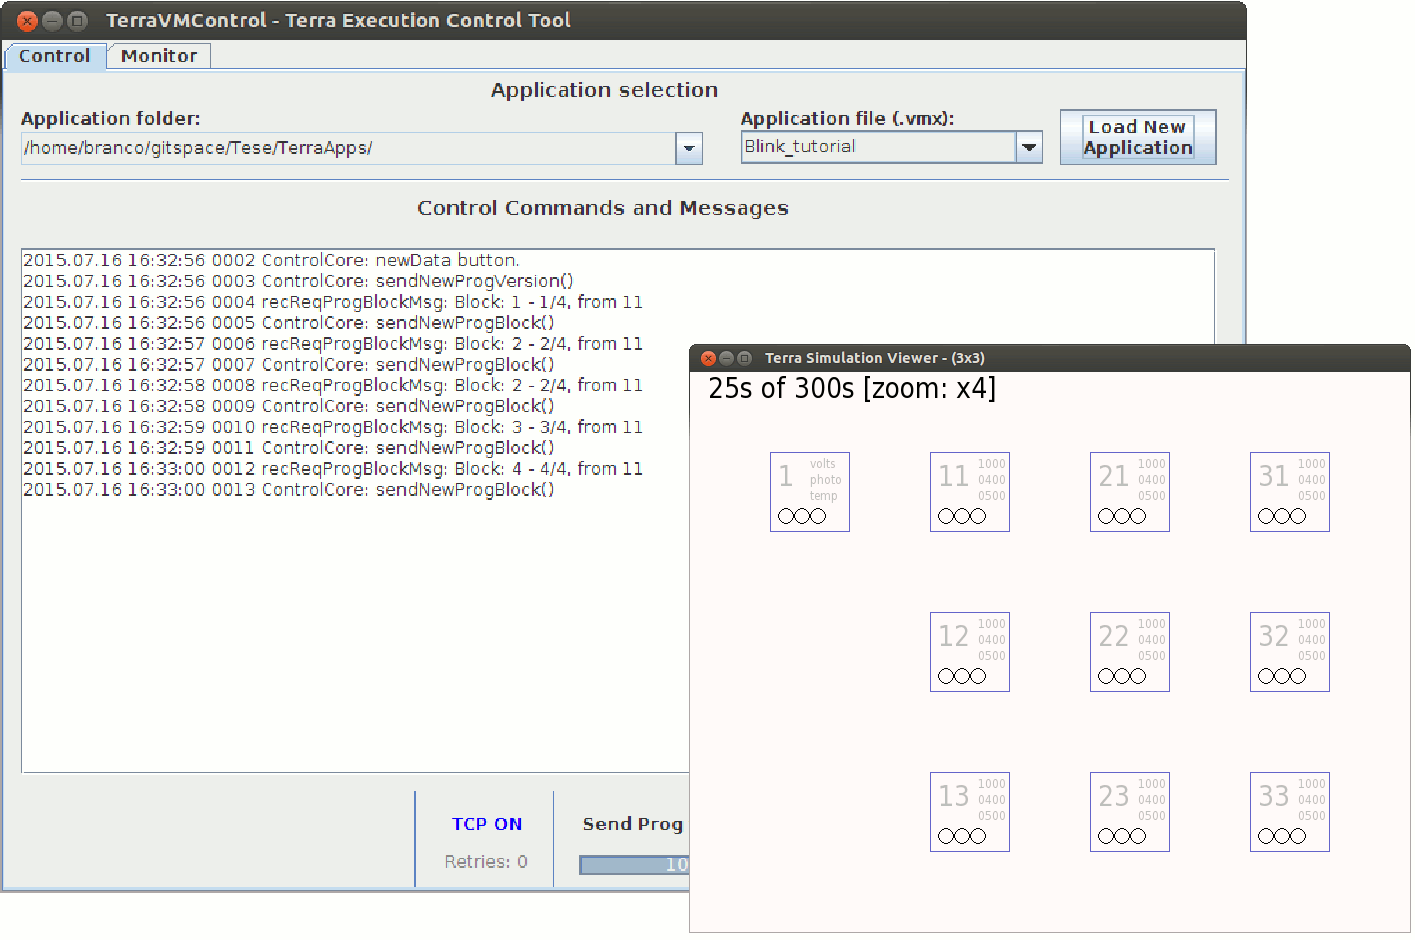 TerraVMControl - Terra Execution Control Tool
Control Monitor
Application selection
Application folder:
/home/branco/gitspace/Tese/TerraApps/
Application file (.vmx):
Blink_tutorial
Load New
Application
Control Commands and Messages
2015.07.16 16:32:56 0002 ControlCore: newData button.
2015.07.16 16:32:56 0003 ControlCore: sendNewProgVersion()
2015.07.16 16:32:56 0004 recReqProgBlockMsg: Block: 1 - 1/4, from 11
2015.07.16 16:32:56 0005 ControlCore: sendNewProgBlock()
2015.07.16 16:32:57 0006 recReqProgBlockMsg: Block: 2 - 2/4, from 11
2015.07.16 16:32:57 0007 ControlCore: sendNewProgBlock()
2015.07.16 16:32:58 0008 recReqProgBlockMsg: Block: 2 - 2/4, from 11
2015.07.16 16:32:58 0009 ControlCore: sendNewProgBlock()
2015.07.16 16:32:59 0010 recReqProgBlockMsg: Block: 3 - 3/4, from 11
2015.07.16 16:32:59 0011 ControlCore: sendNewProgBlock()
2015.07.16 16:33:00 0012 recReqProgBlockMsg: Block: 4 - 4/4, from 11
2015.07.16 16:33:00 0013 ControlCore: sendNewProgBlock()
TCP ON
Retries: 0
Send Prog
10
Terra Simulation Viewer - (3x3)
25s of 300s [zoom: x4]
1
volts
photo
temp
11
1000
0400
0500
21
1000
0400
0500
31
1000
0400
0500
12
1000
0400
0500
22
1000
0400
0500
32
1000
0400
0500
13
1000
0400
0500
23
1000
0400
0500
33
1000
0400
0500